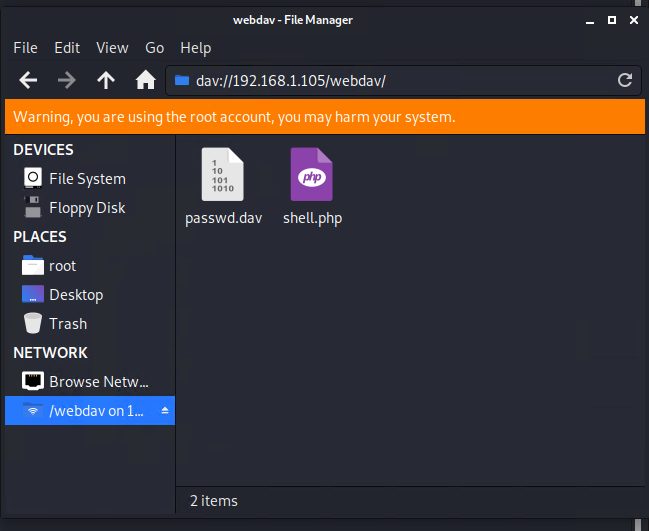 webdav - File Manager
File Edit View Go Help
dav://192.168.1.105/webdav/
Warning, you are using the root account, you may harm your system.
DEVICES
File System
Floppy Disk
PLACES
root
Desktop
Trash
NETWORK
Browse Netw...
/webdav on 1...
1
10
101
1010
passwd.dav
php
shell.php
2 items